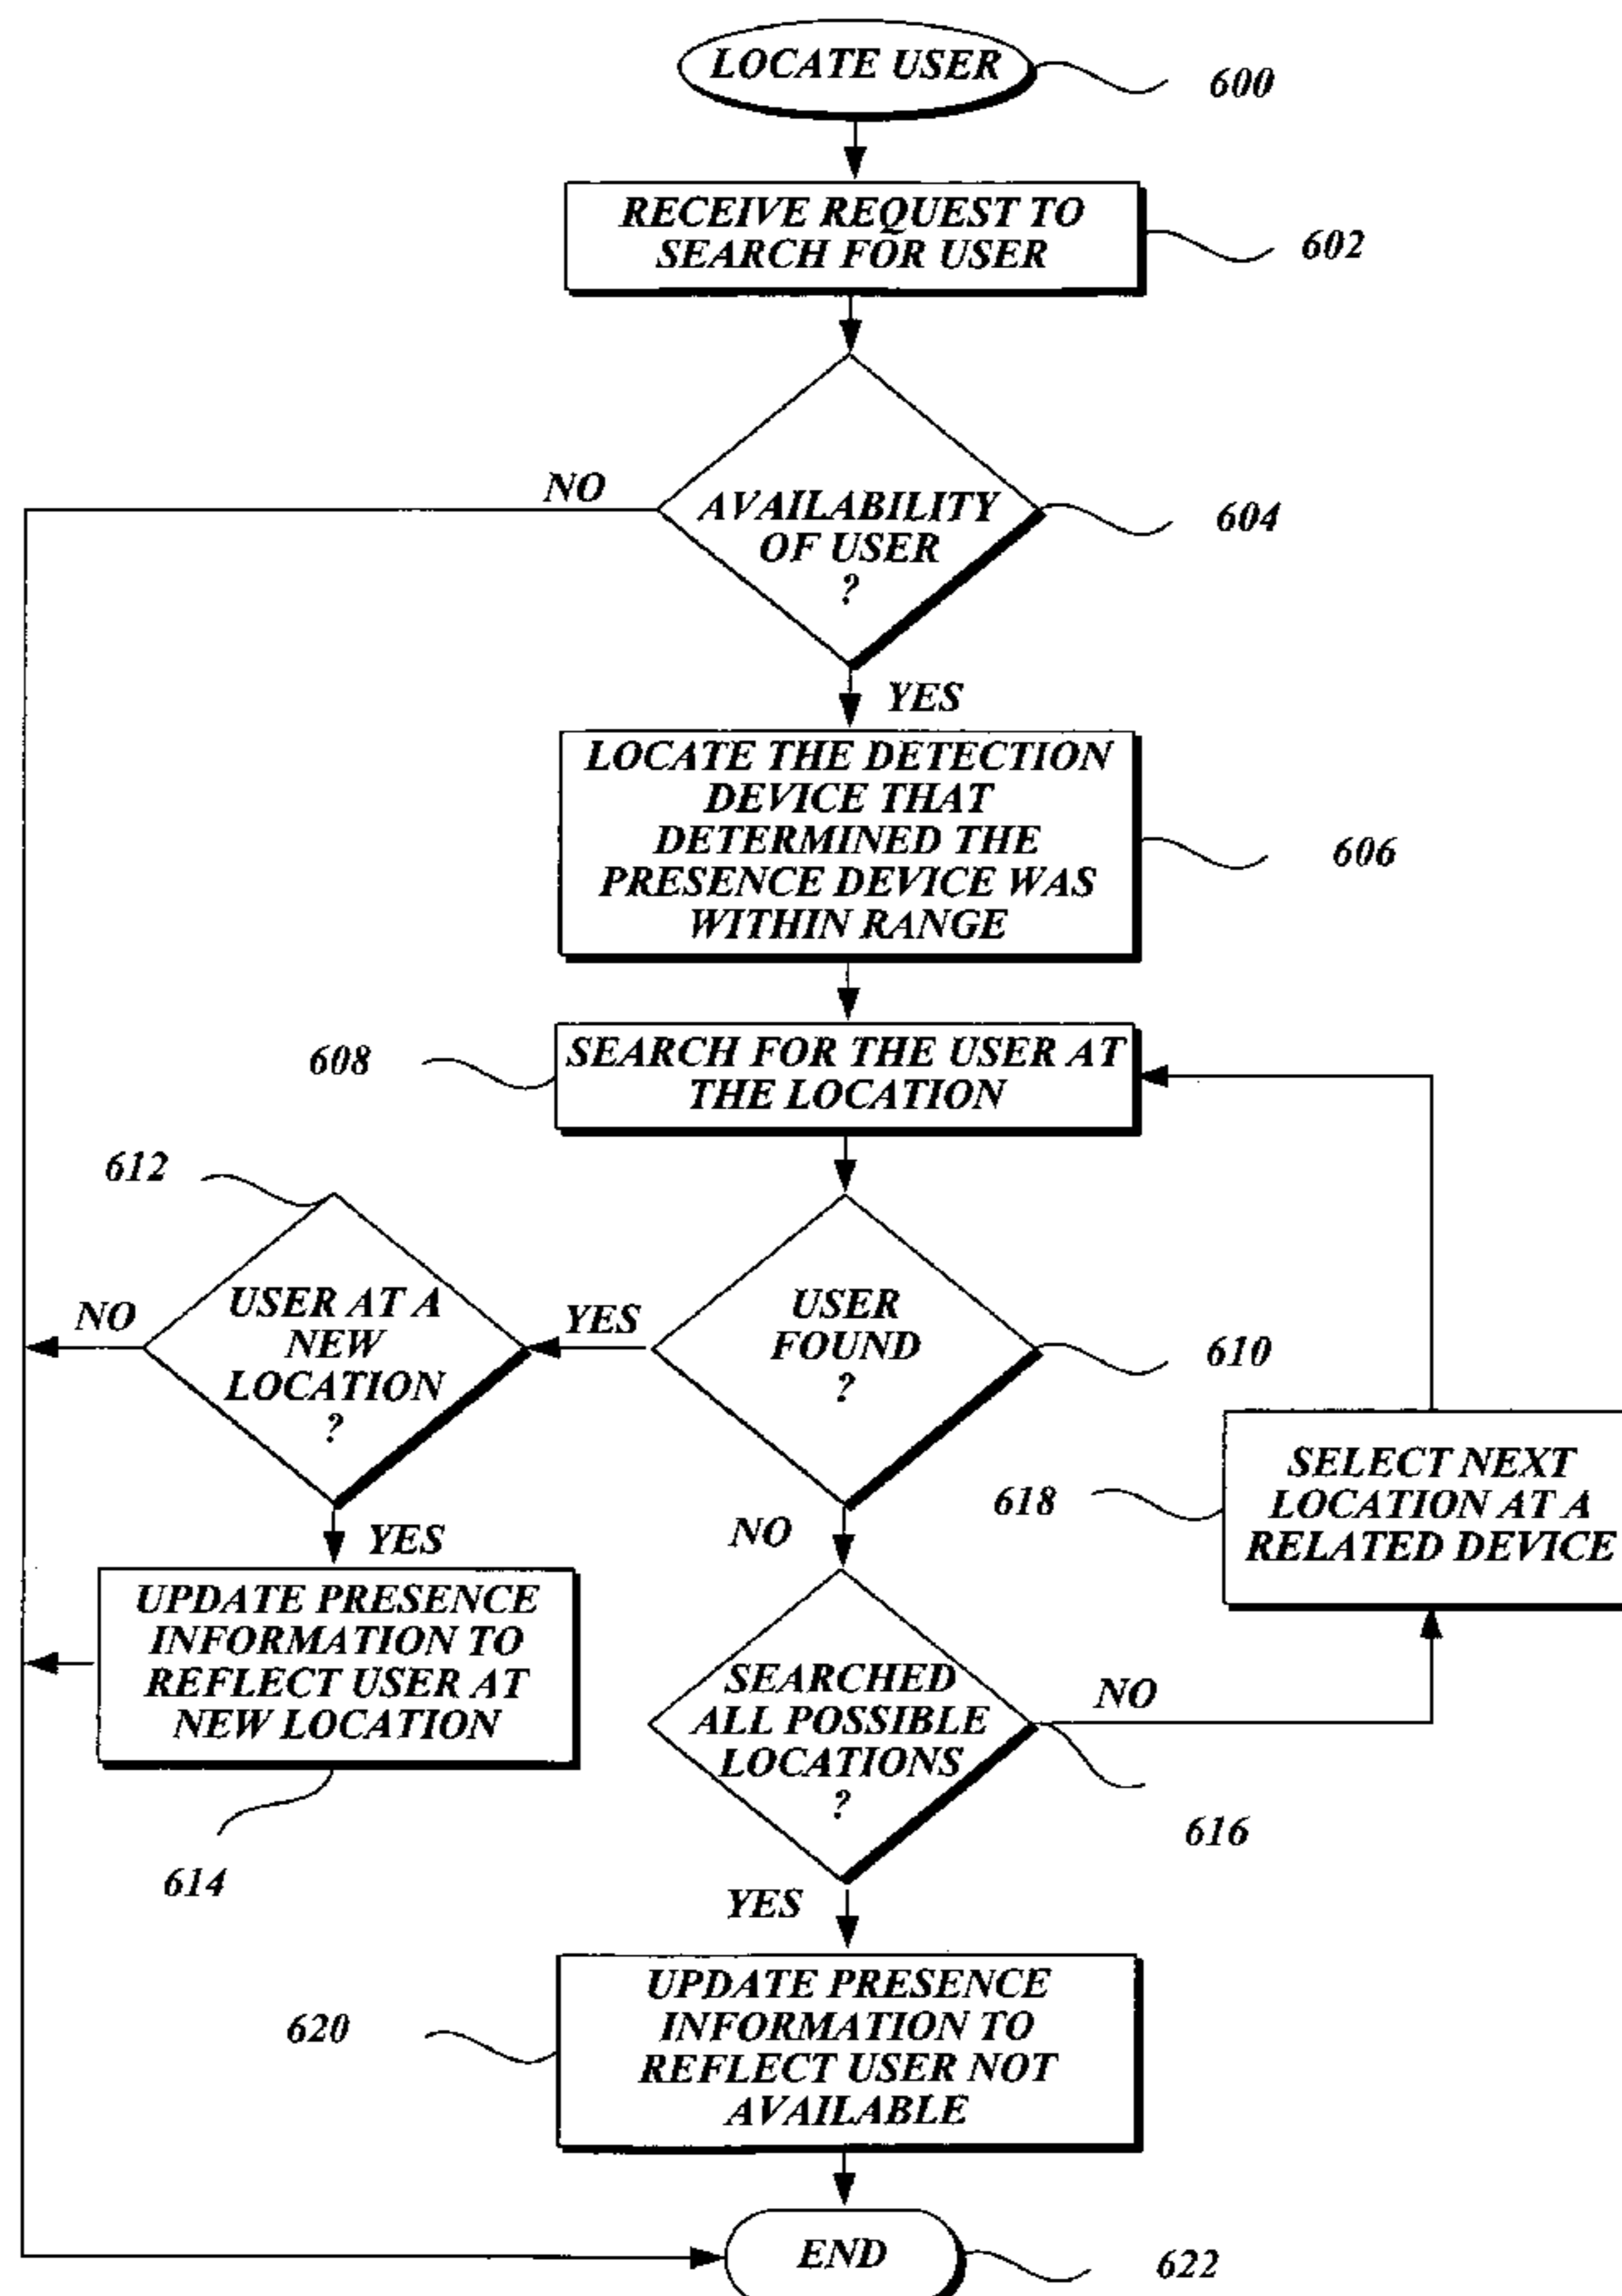 LOCATE USER
600
RECEIVE REQUEST TO
SEARCH FOR USER
602
NO
AVAILABILITY
OF USER
?
604
YES
LOCATE THE DETECTION
DEVICE THAT
DETERMINED THE
PRESENCE DEVICE WAS
WITHIN RANGE
606
608
SEARCH FOR THE USER AT
THE LOCATION
612
NO
USER AT A
NEW
LOCATION
?
YES
USER
FOUND
?
610
618
SELECT NEXT
LOCATION AT A
RELATED DEVICE
YES
NO
UPDATE PRESENCE
INFORMATION TO
REFLECT USER AT
NEW LOCATION
614
SEARCHED
ALL POSSIBLE
LOCATIONS
?
NO
616
YES
620
UPDATE PRESENCE
INFORMATION TO
REFLECT USER NOT
AVAILABLE
END
622